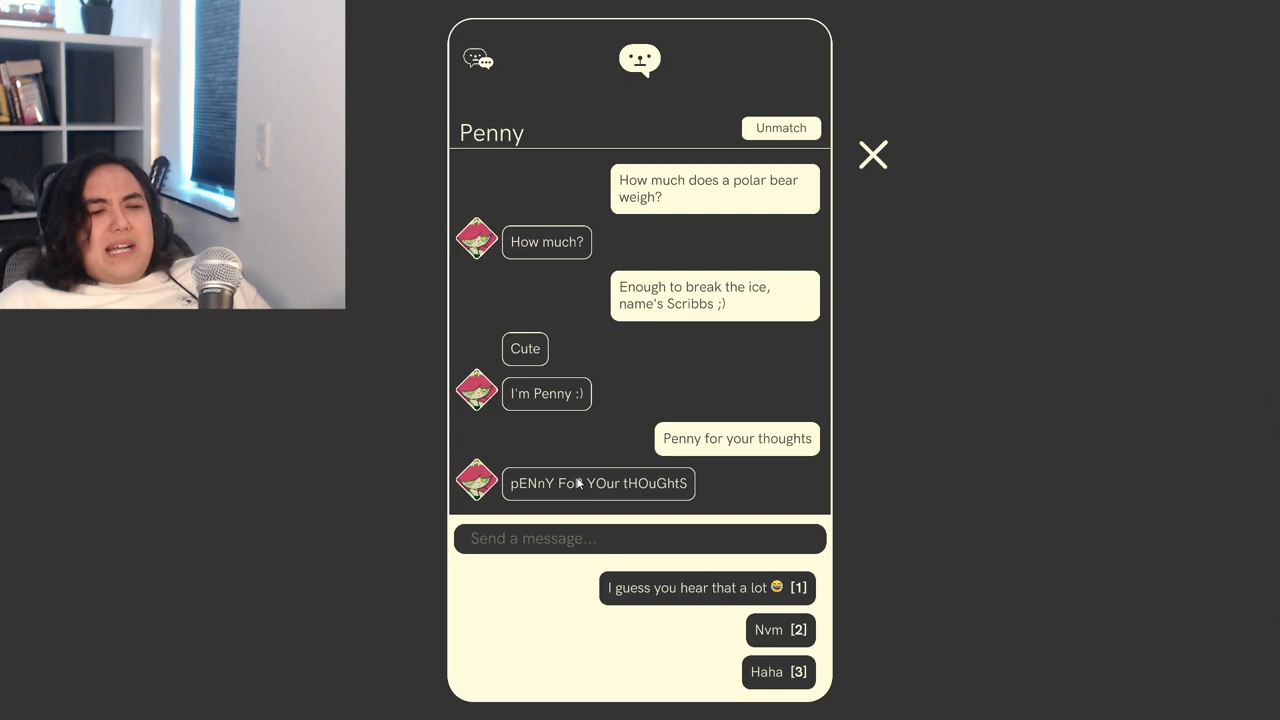 Penny
Unmatch
How much does a polar bear
weigh?
How much?
Enough to break the ice,
name's Scribbs ;)
Cute
I'm Penny :)
Penny for your thoughts
pENnY FoR YOur tHOuGhtS
Send a message...
I guess you hear that a lot 😂 [1]
Nvm [2]
Haha [3]